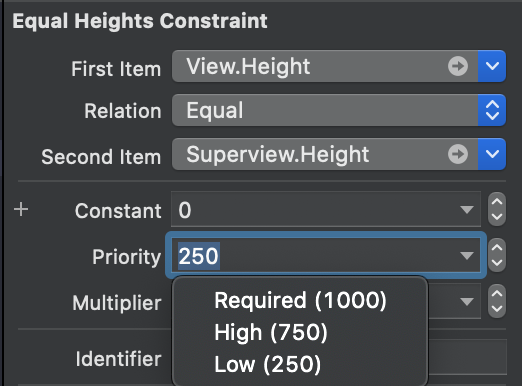 Equal Heights Constraint
First Item View.Height
Relation Equal
Second Item Superview.Height
+ Constant 0
Priority 250
Multiplier
Required (1000)
High (750)
Low (250)
Identifier